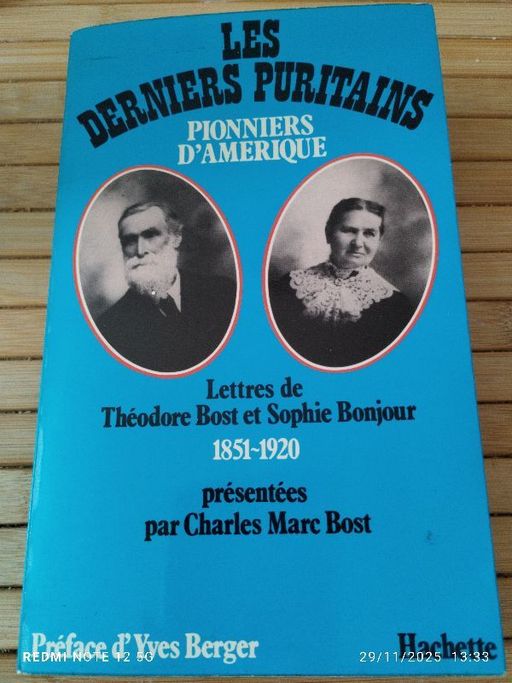 LES
DERNIERS PURITAINS
PIONNIERS
D'AMERIQUE
Lettres de
Théodore Bost et Sophie Bonjour
1851-1920
présentées
par Charles Marc Bost
Préface d'Yves Berger
Hachette
REDMI NOTE 12 5G
29/11/2025 13:33